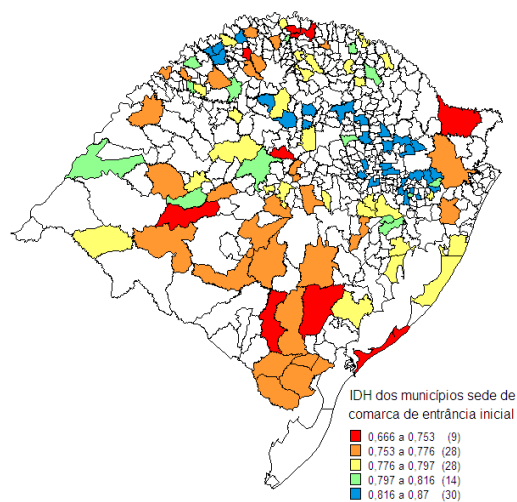 IDH dos municípios sede de
comarca de entrância inicial
0,666 a 0,753 (9)
0,753 a 0,776 (28)
0,776 a 0,797 (28)
0,797 a 0,816 (14)
0,816 a 0,87 (30)